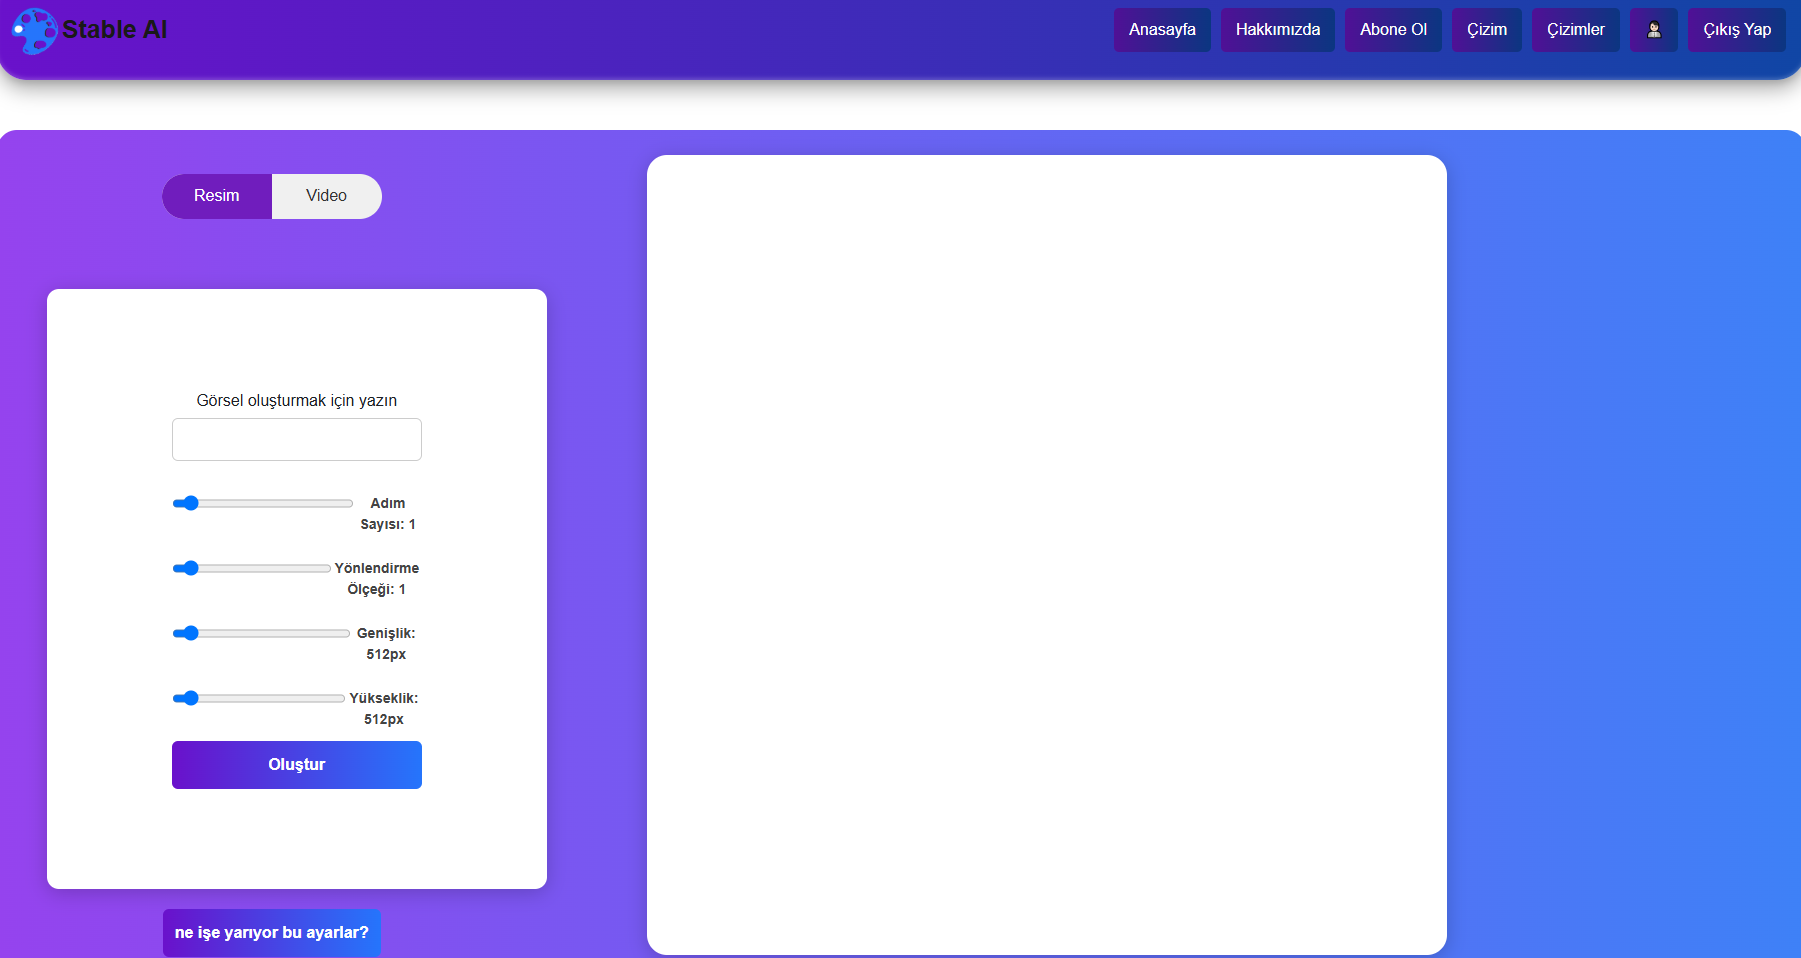 Stable AI
Anasayfa
Hakkımızda
Abone Ol
Çizim
Çizimler
Çıkış Yap
Resim
Video
Görsel oluşturmak için yazın
Adım
Sayısı: 1
Yönlendirme
Ölçeği: 1
Genişlik:
512px
Yükseklik:
512px
Oluştur
ne işe yarıyor bu ayarlar?